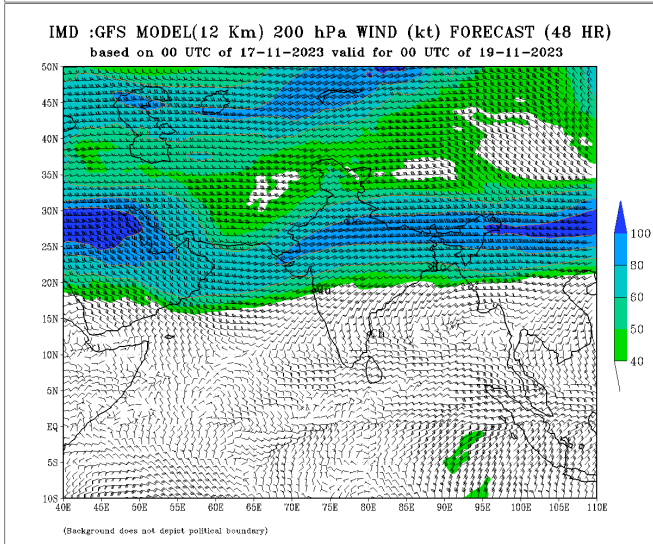 IMD :GFS MODEL(12 Km) 200 hPa WIND (kt) FORECAST (48 HR)
based on 00 UTC of 17-11-2023 valid for 00 UTC of 19-11-2023
50N
45N
40N
35N
30N
25N
20N
15N
10N
5N
EQ
5S
10S
40E 45E 50E 55E 60E 65E 70E 75E 80E 85E 90E 95E 100E 105E 110E
100
80
60
50
40
(Background does not depict political boundary)